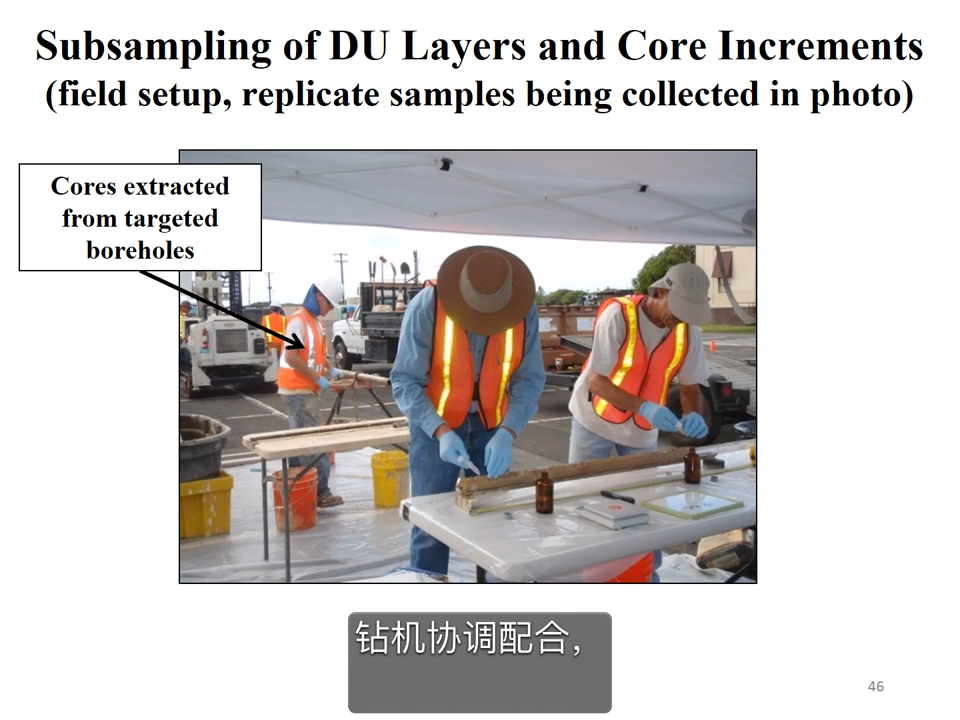 Subsampling of DU Layers and Core Increments
(field setup, replicate samples being collected in photo)
Cores extracted
from targeted
boreholes
钻机协调配合，
46